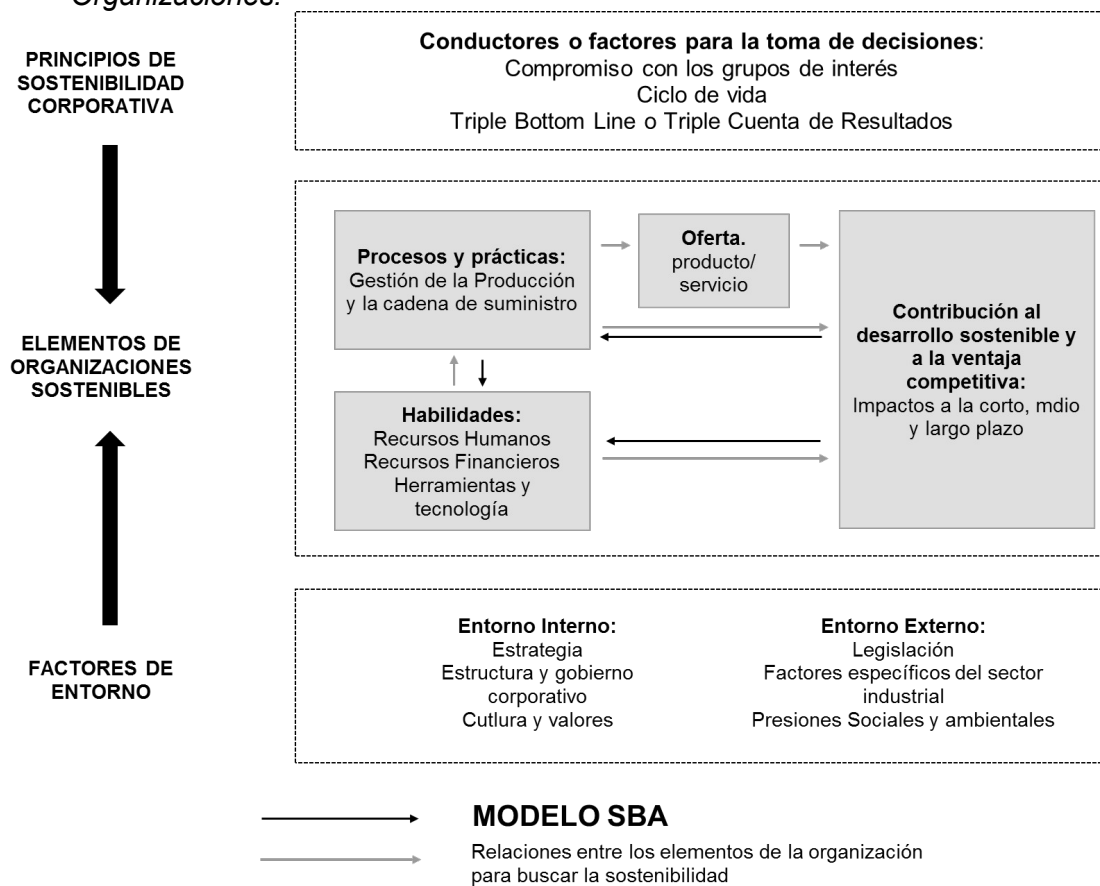 Organizaciones.
PRINCIPIOS DE
SOSTENIBILIDAD
CORPORATIVA
Conductores o factores para la toma de decisiones:
Compromiso con los grupos de interés
Ciclo de vida
Triple Bottom Line o Triple Cuenta de Resultados
ELEMENTOS DE
ORGANIZACIONES
SOSTENIBLES
Procesos y prácticas:
Gestión de la Producción
y la cadena de suministro
Oferta.
producto/
servicio
Habilidades:
Recursos Humanos
Recursos Financieros
Herramientas y
tecnología
Contribución al
desarrollo sostenible y
a la ventaja
competitiva:
Impactos a la corto, mdio
y largo plazo
FACTORES DE
ENTORNO
Entorno Interno:
Estrategia
Estructura y gobierno
corporativo
Cutlura y valores
Entorno Externo:
Legislación
Factores específicos del sector
industrial
Presiones Sociales y ambientales
MODELO SBA
Relaciones entre los elementos de la organización
para buscar la sostenibilidad